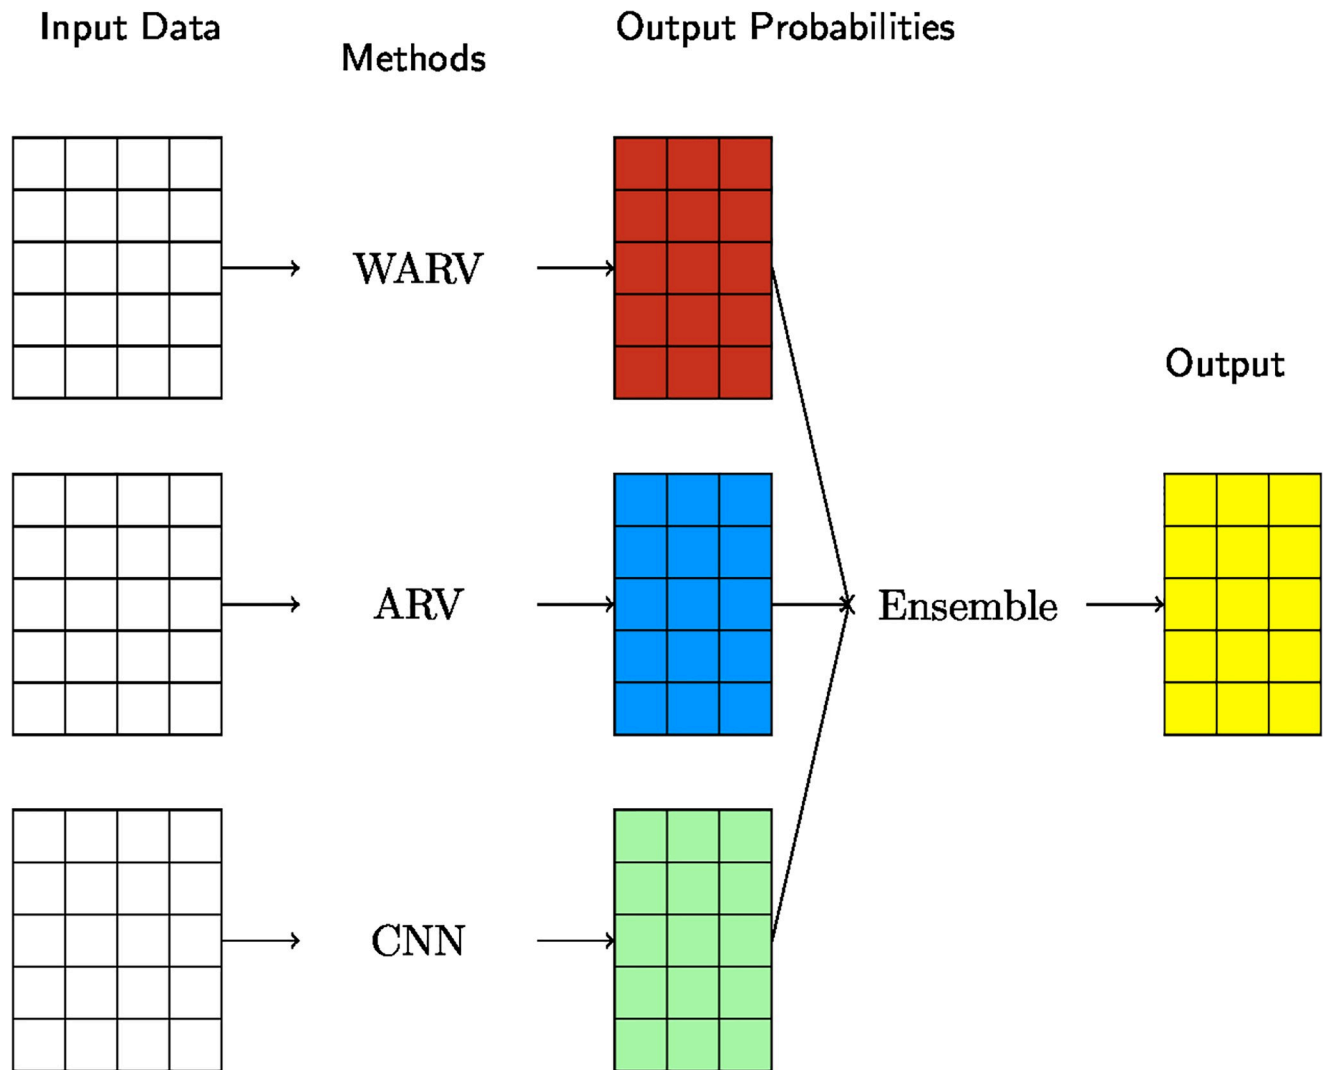 Input Data
Methods
Output Probabilities
WARV
Output
ARV
Ensemble
CNN